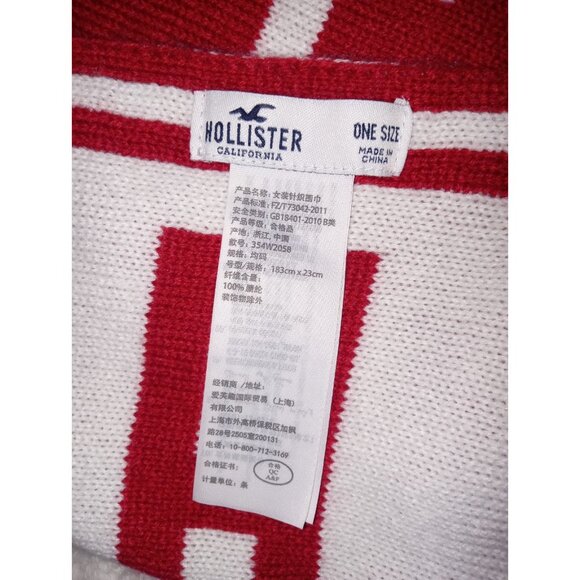 HOLLISTER
CALIFORNIA
ONE SIZE
MADE IN
CHINA
产品名称: 女装针织围巾
产品标准: FZ/T73042-2011
安全类别: GB18401-2010 B类
产品等级: 合格品
产地: 浙江, 中国
款号: 354W2058
规格: 均码
号型/规格: 183cm x 23cm
纤维含量:
100% 腈纶
装饰物除外
经销商 / 地址:
爱芙趣国际贸易 (上海)
有限公司
上海市外高桥保税区加枫
路28号2505室200131
电话: 10-800-712-3169
合格证书:
合格
QC
A&F
计量单位: 条